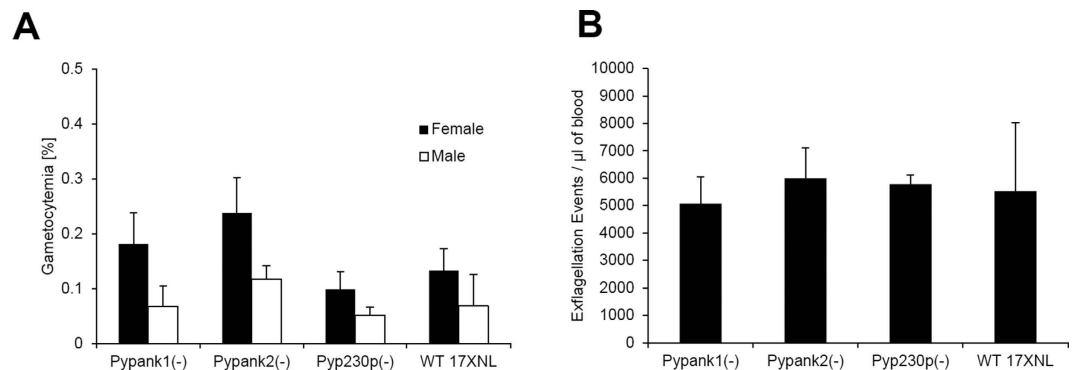 A
0.5
0.4
0.3
0.2
0.1
0
Gametocytemia [%]
Female
Male
Pypank1(-) Pypank2(-) Pyp230p(-) WT 17XNL
B
10000
9000
8000
7000
6000
5000
4000
3000
2000
1000
0
Exflagellation Events / µl of blood
Pypank1(-) Pypank2(-) Pyp230p(-) WT 17XNL